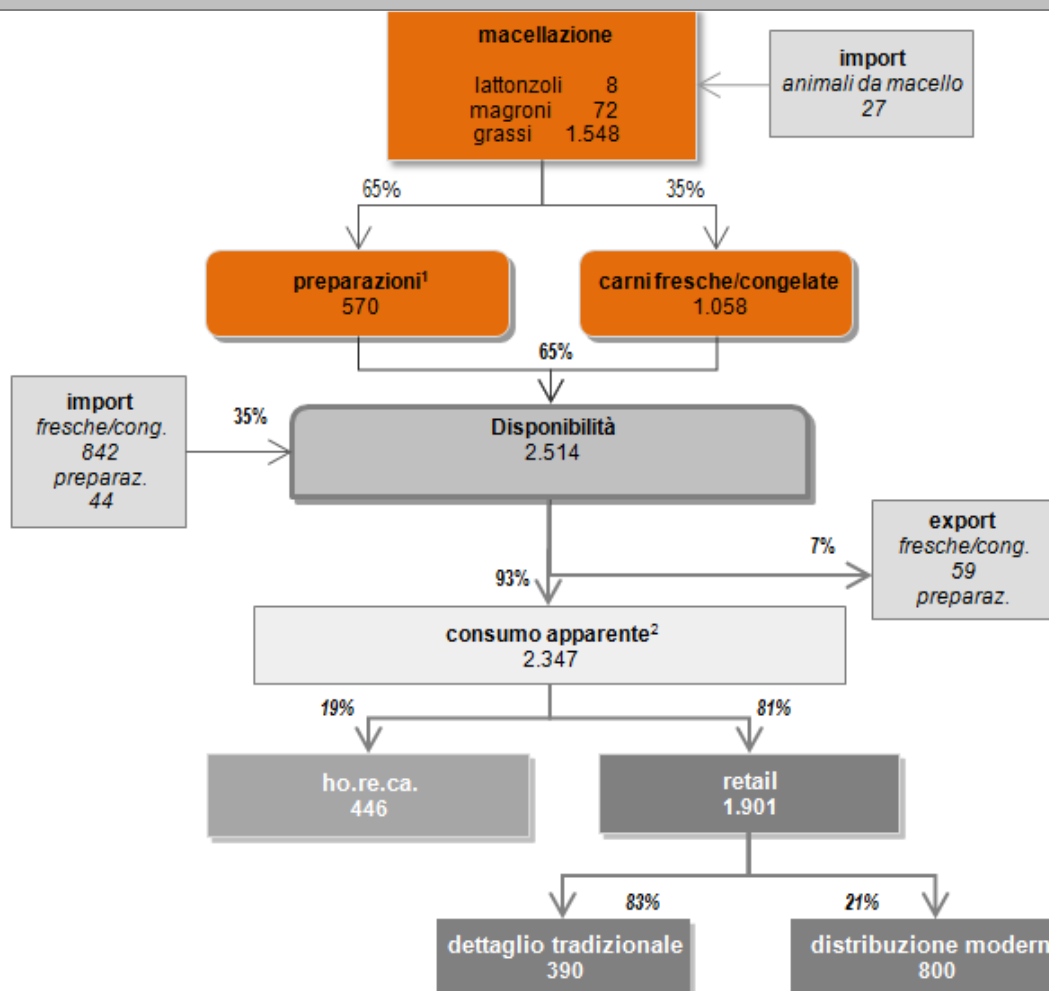 macellazione
lattonzoli 8
magroni 72
grassi 1.548
import
animali da macello
27
65%
35%
preparazioni¹
570
carni fresche/congelate
1.058
65%
import
fresche/cong.
842
preparaz.
44
35%
Disponibilità
2.514
export
fresche/cong.
59
preparaz.
7%
93%
consumo apparente²
2.347
19%
81%
ho.re.ca.
446
retail
1.901
83%
21%
dettaglio tradizionale
390
distribuzione modern
800